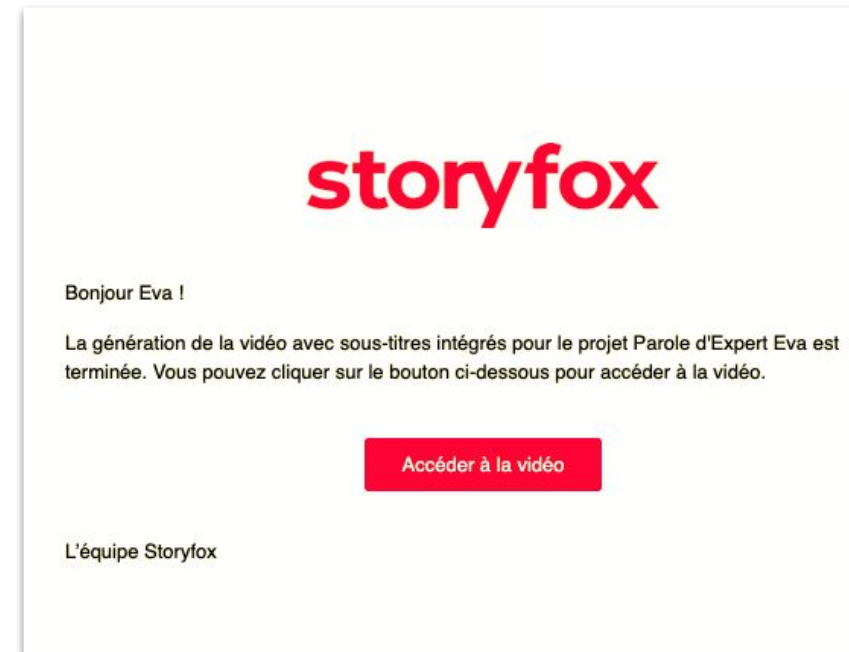 storyfox
Bonjour Eva !
La génération de la vidéo avec sous-titres intégrés pour le projet Parole d'Expert Eva est
terminée. Vous pouvez cliquer sur le bouton ci-dessous pour accéder à la vidéo.
Accéder à la vidéo
L’équipe Storyfox